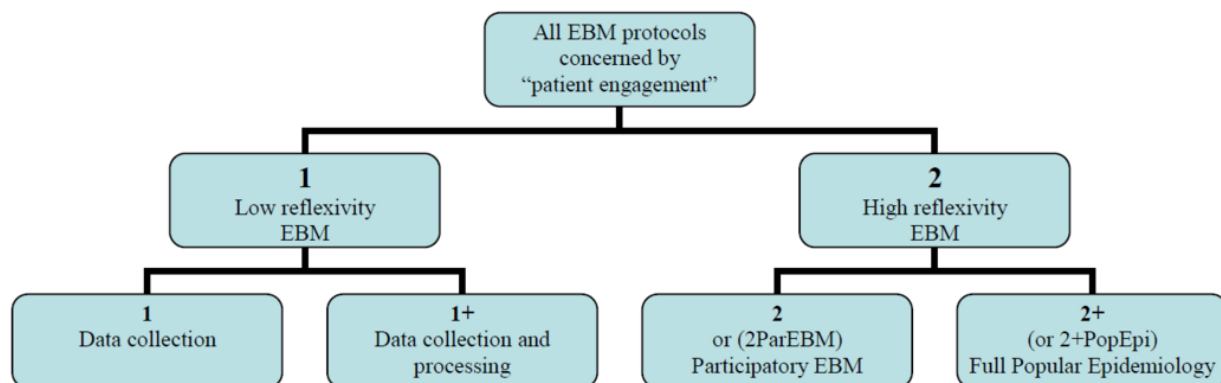 All EBM protocols
concerned by
“patient engagement”
1
Low reflexivity
EBM
2
High reflexivity
EBM
1
Data collection
1+
Data collection and
processing
2
or (2ParEBM)
Participatory EBM
2+
(or 2+PopEpi)
Full Popular Epidemiology